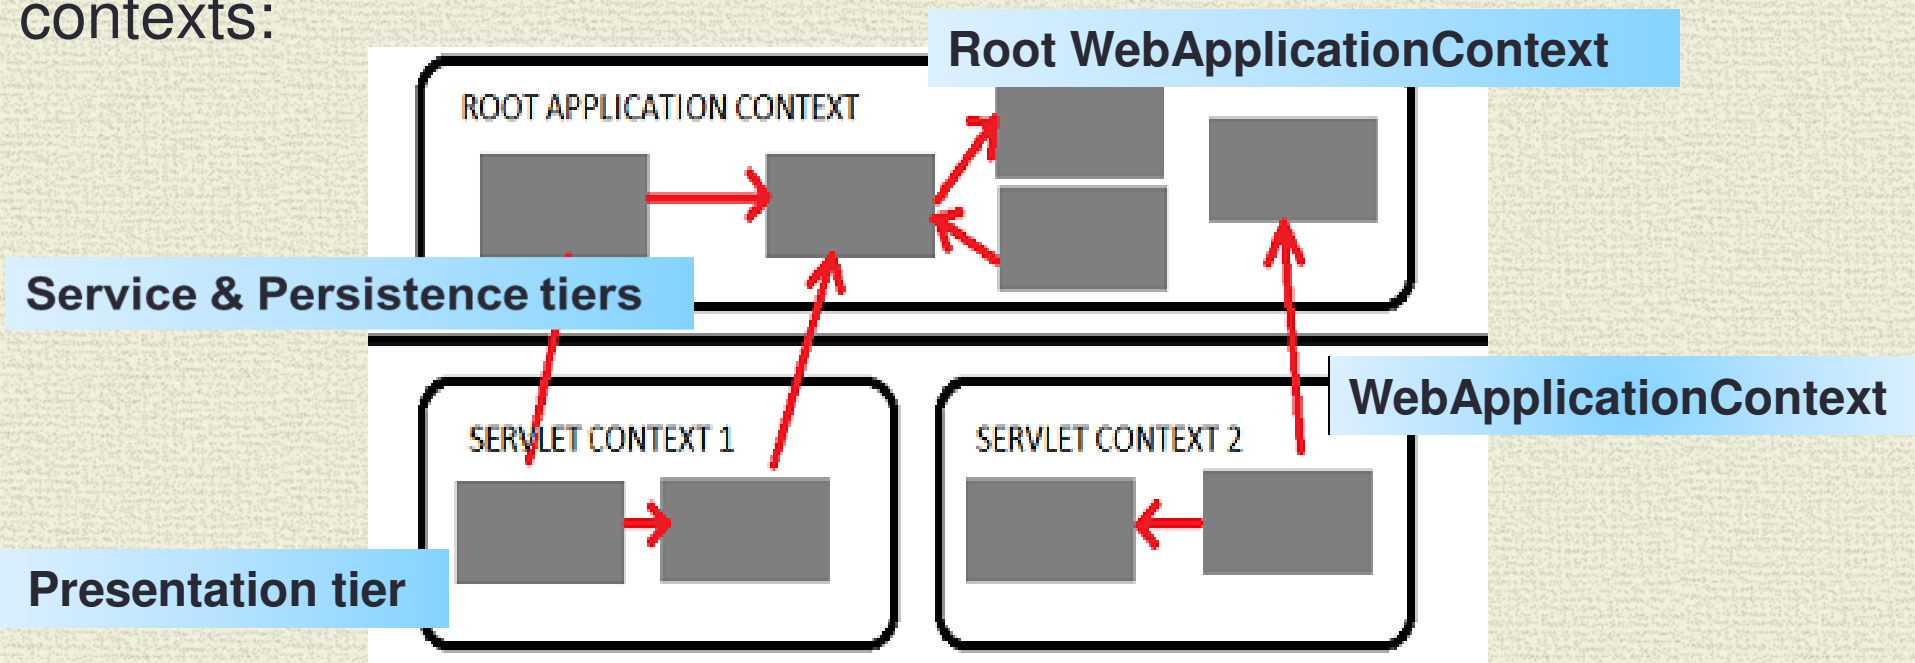 contexts:
Root WebApplicationContext
ROOT APPLICATION CONTEXT
Service & Persistence tiers
WebApplicationContext
SERVLET CONTEXT 1
SERVLET CONTEXT 2
Presentation tier